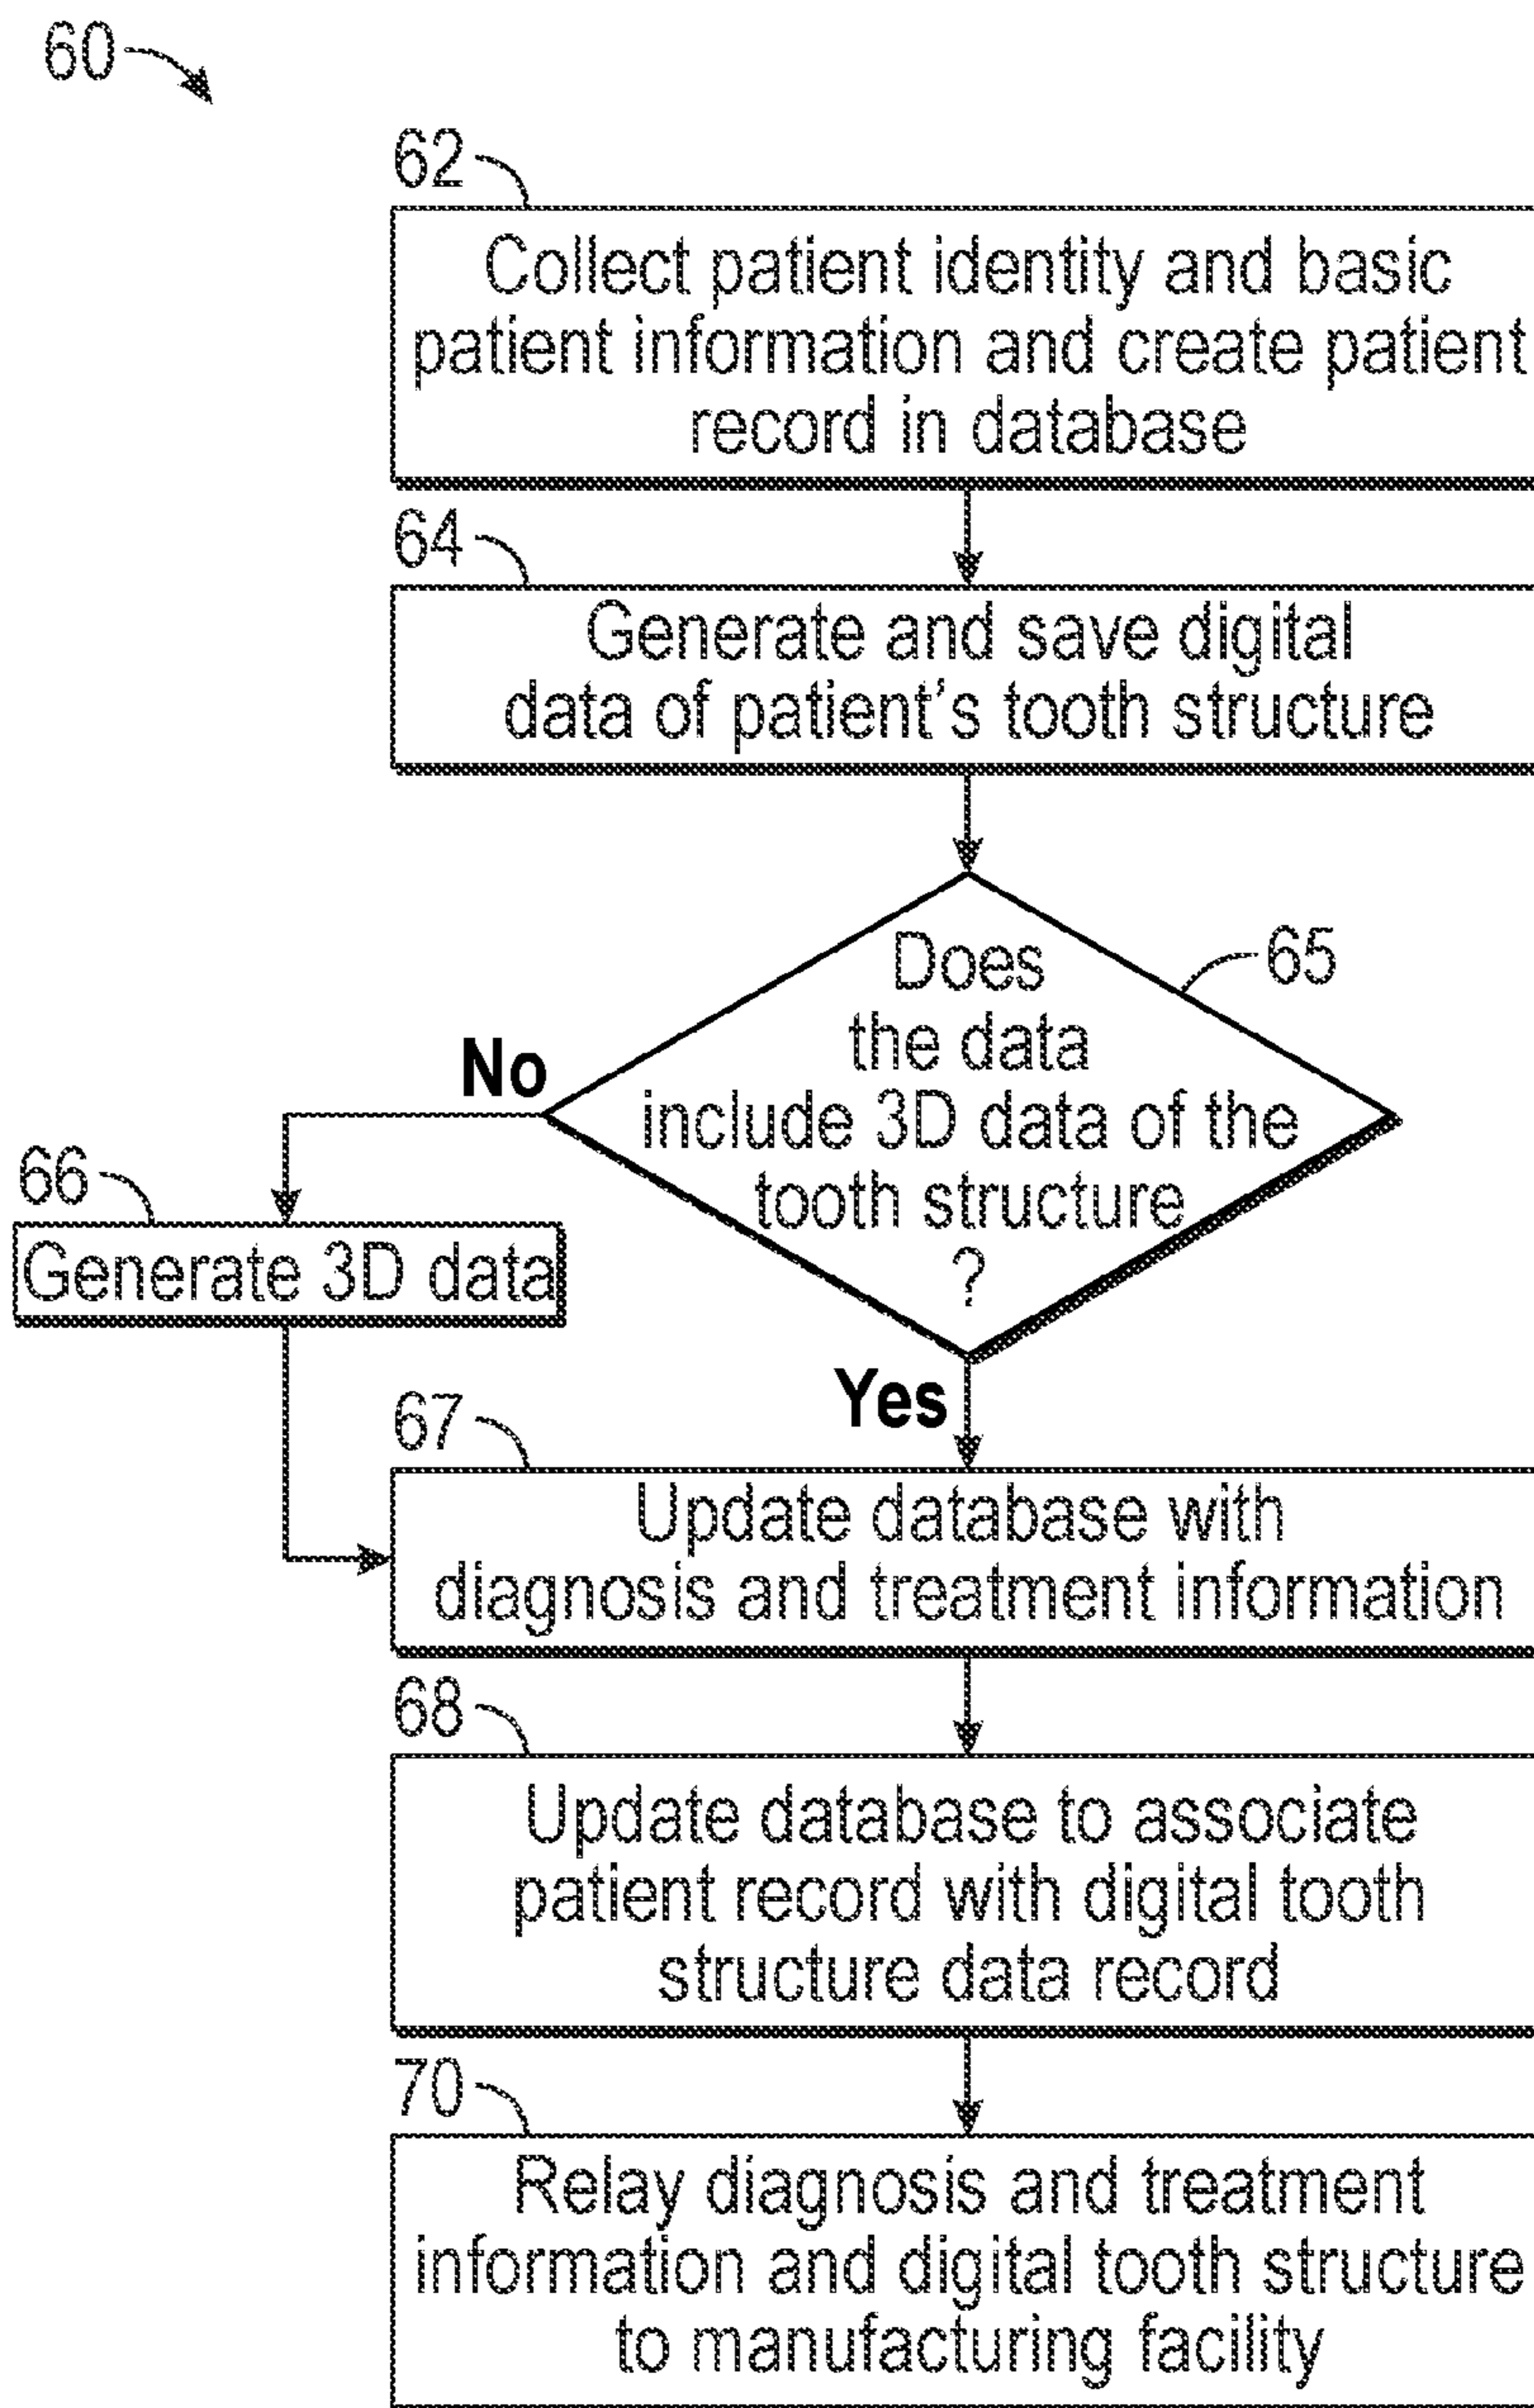 60
62
Collect patient identity and basic
patient information and create patient
record in database
64
Generate and save digital
data of patient's tooth structure
65
Does
the data
include 3D data of the
tooth structure
?
No
66
Generate 3D data
Yes
67
Update database with
diagnosis and treatment information
68
Update database to associate
patient record with digital tooth
structure data record
70
Relay diagnosis and treatment
information and digital tooth structure
to manufacturing facility